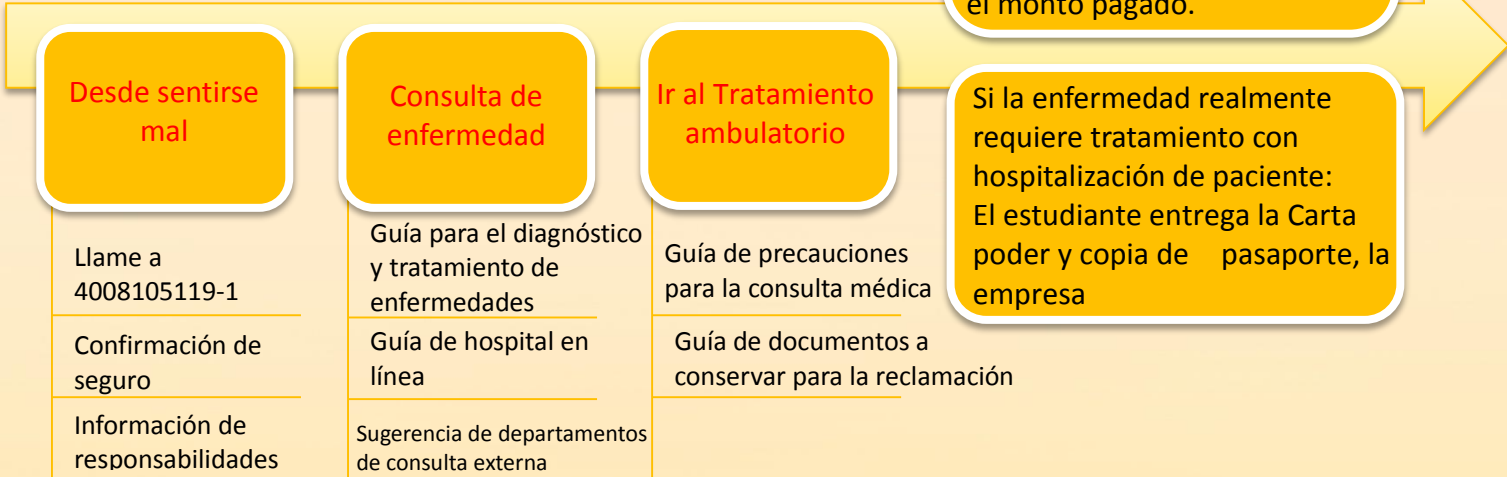 el monto pagado.
Desde sentirse
mal
Llame a
4008105119-1
Confirmación de
seguro
Información de
responsabilidades
Consulta de
enfermedad
Guía para el diagnóstico
y tratamiento de
enfermedades
Guía de hospital en
línea
Sugerencia de departamentos
de consulta externa
Ir al Tratamiento
ambulatorio
Guía de precauciones
para la consulta médica
Guía de documentos a
conservar para la reclamación
Si la enfermedad realmente
requiere tratamiento con
hospitalización de paciente:
El estudiante entrega la Carta
poder y copia de pasaporte, la
empresa